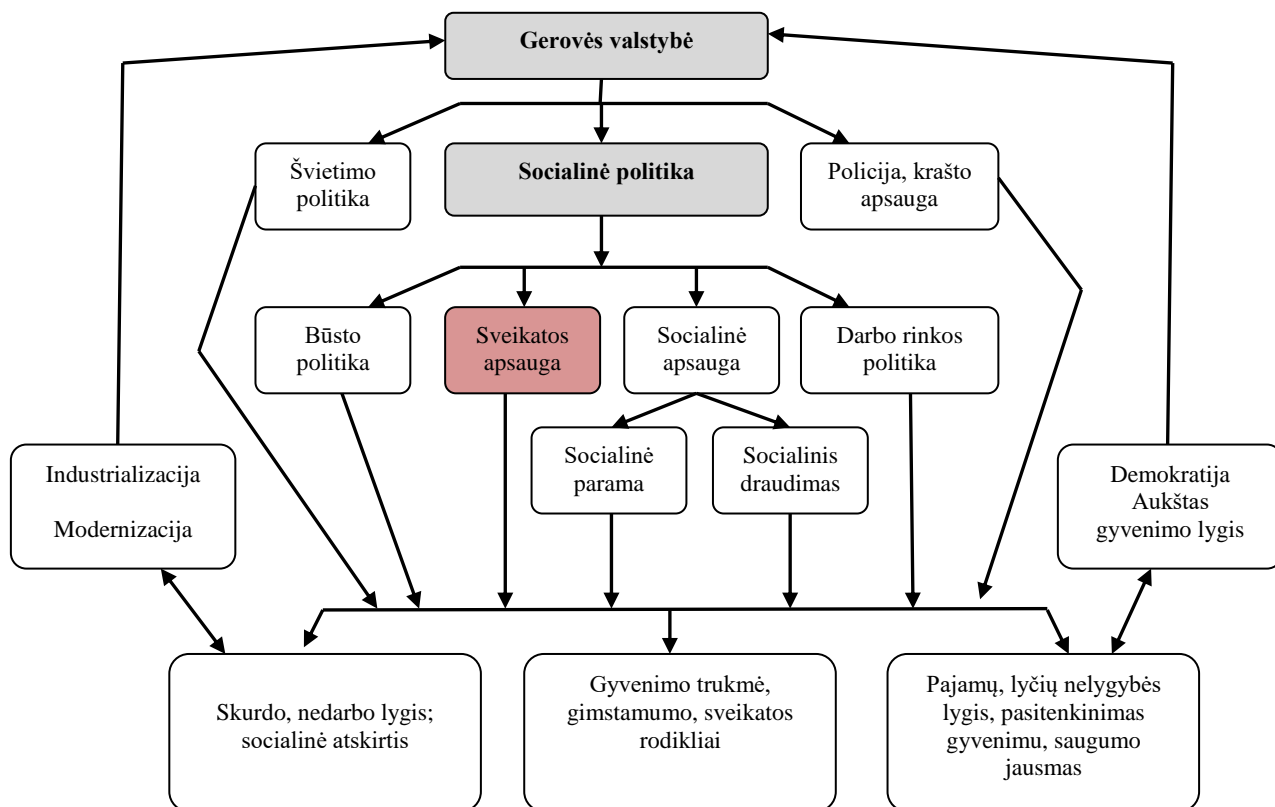 Gerovės valstybė
Švietimo
politika
Socialinė politika
Policija, krašto
apsauga
Būsto
politika
Sveikatos
apsauga
Socialinė
apsauga
Darbo rinkos
politika
Industrializacija
Modernizacija
Socialinė
parama
Socialinis
draudimas
Demokratija
Aukštas
gyvenimo lygis
Skurdo, nedarbo lygis;
socialinė atskirtis
Gyvenimo trukmė,
gimstamumo, sveikatos
rodikliai
Pajamų, lyčių nelygybės
lygis, pasitenkinimas
gyvenimu, saugumo
jausmas